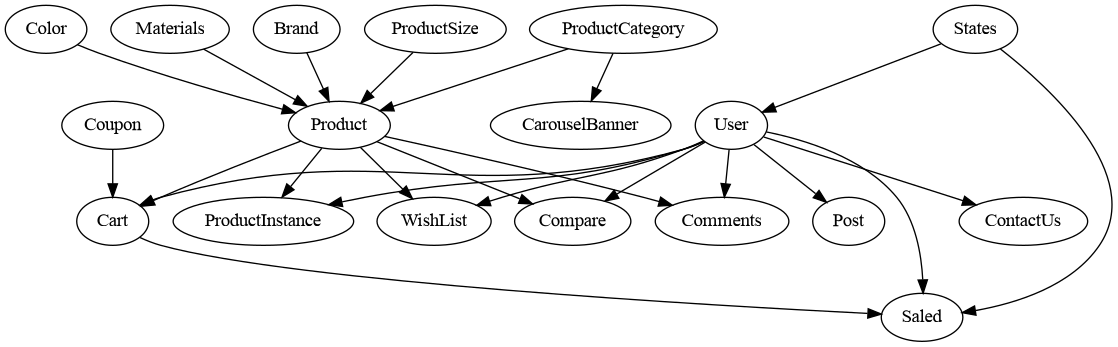 Color
Materials
Brand
ProductSize
ProductCategory
States
Coupon
Product
CarouselBanner
User
Cart
ProductInstance
WishList
Compare
Comments
Post
ContactUs
Saled